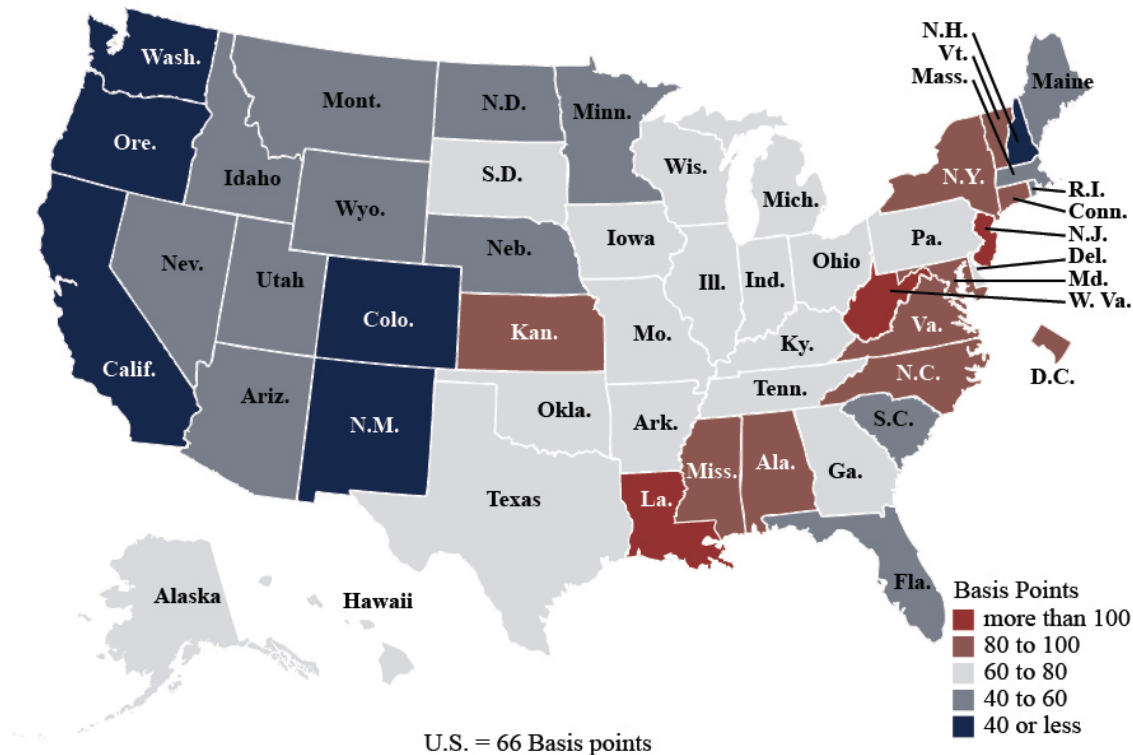 N.H.
Vt.
Mass.
Wash.
Maine
Mont.
N.D.
Minn.
Ore.
Idaho
S.D.
Wis.
N.Y.
R.I.
Mich.
Wyo.
Conn.
N.J.
Iowa
Pa.
Neb.
Del.
Nev.
Ohio
Md.
Utah
Ill.
Ind.
W. Va.
Colo.
Va.
Kan.
Mo.
Ky.
Calif.
N.C.
D.C.
Tenn.
Ariz.
Okla.
N.M.
Ark.
S.C.
Miss.
Ala.
Ga.
Texas
La.
Alaska
Hawaii
Fla.
Basis Points
more than 100
80 to 100
60 to 80
40 to 60
40 or less
U.S. = 66 Basis points